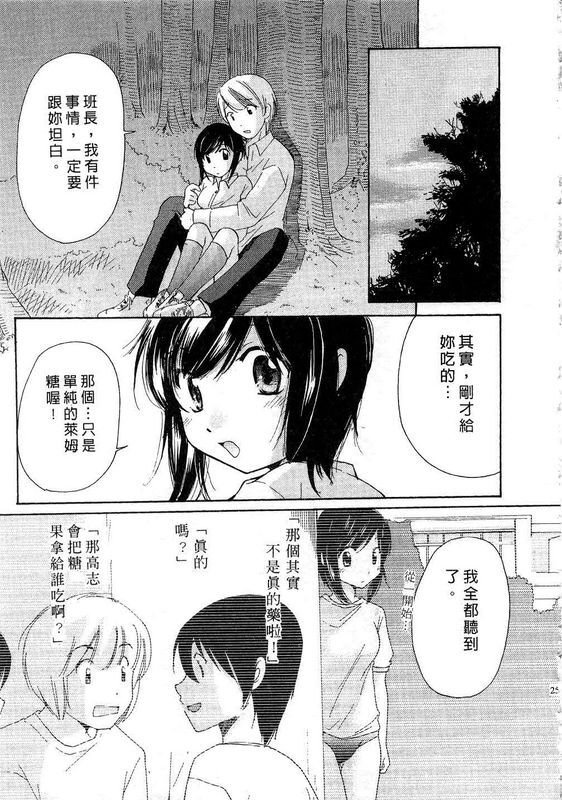 班長，我有件
事情，一定要
跟妳坦白。
其實，剛才給
妳吃的…
那個…只是
單純的萊姆
糖喔！
我全都聽到
了。
從一開始…
「那個其實
不是真的藥啦！」
「真的
嗎？」
「那高志
會把糖
果拿給誰吃啊？」
25